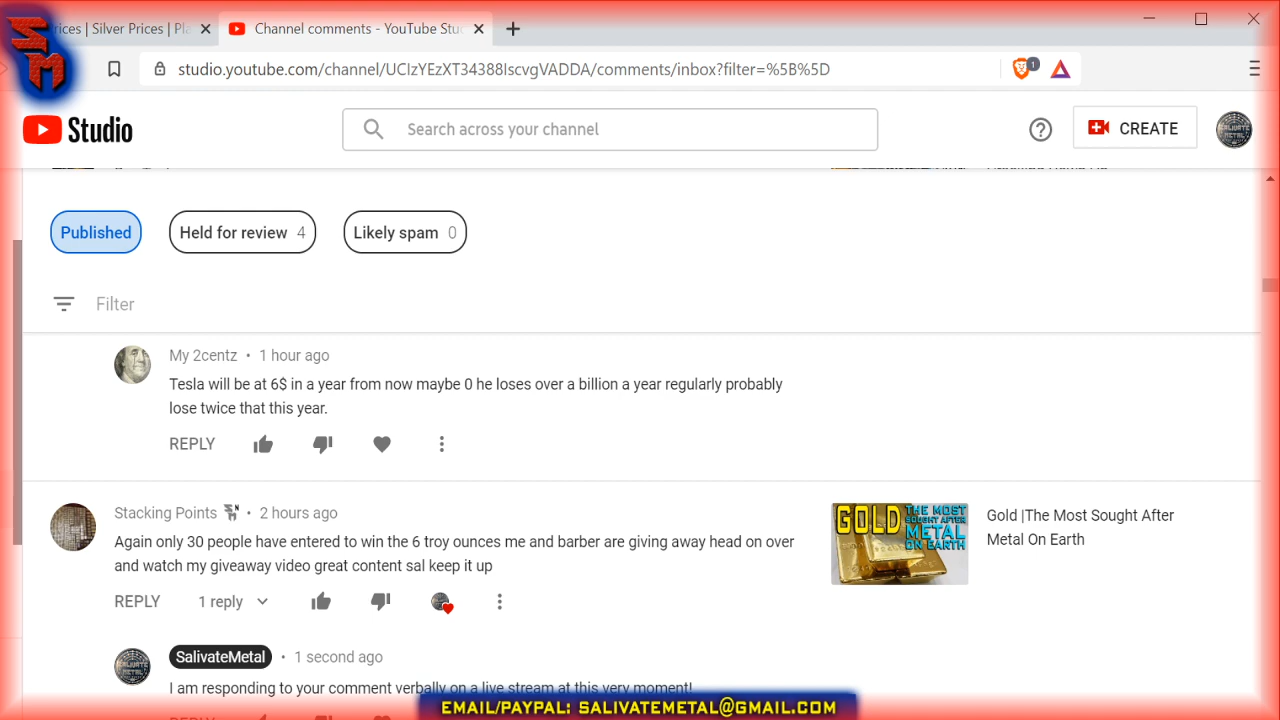 rices | Silver Prices | Pla
Channel comments - YouTube Stu
studio.youtube.com/channel/UCIzYEzXT34388IscvgVADDA/comments/inbox?filter=%5B%5D
1
Studio
Search across your channel
CREATE
Published
Held for review 4
Likely spam 0
Filter
My 2centz • 1 hour ago
Tesla will be at 6$ in a year from now maybe 0 he loses over a billion a year regularly probably
lose twice that this year.
REPLY
Stacking Points • 2 hours ago
Again only 30 people have entered to win the 6 troy ounces me and barber are giving away head on over
and watch my giveaway video great content sal keep it up
GOLD THE MOST
SOUGHT AFTER
METAL
ON EARTH
Gold |The Most Sought After
Metal On Earth
REPLY 1 reply
SalivateMetal • 1 second ago
I am responding to your comment verbally on a live stream at this very moment!
EMAIL/PAYPAL: SALIVATEMETAL@GMAIL.COM